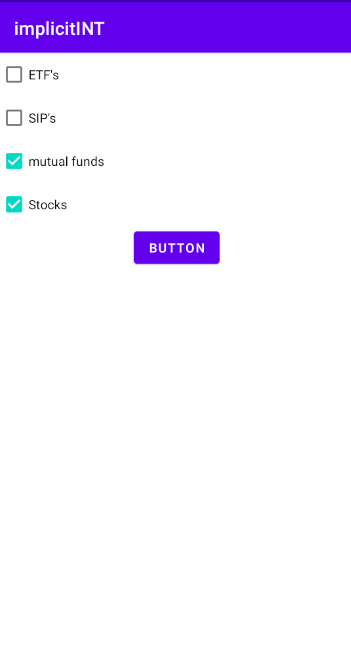 implicitINT
ETF's
SIP's
mutual funds
Stocks
BUTTON